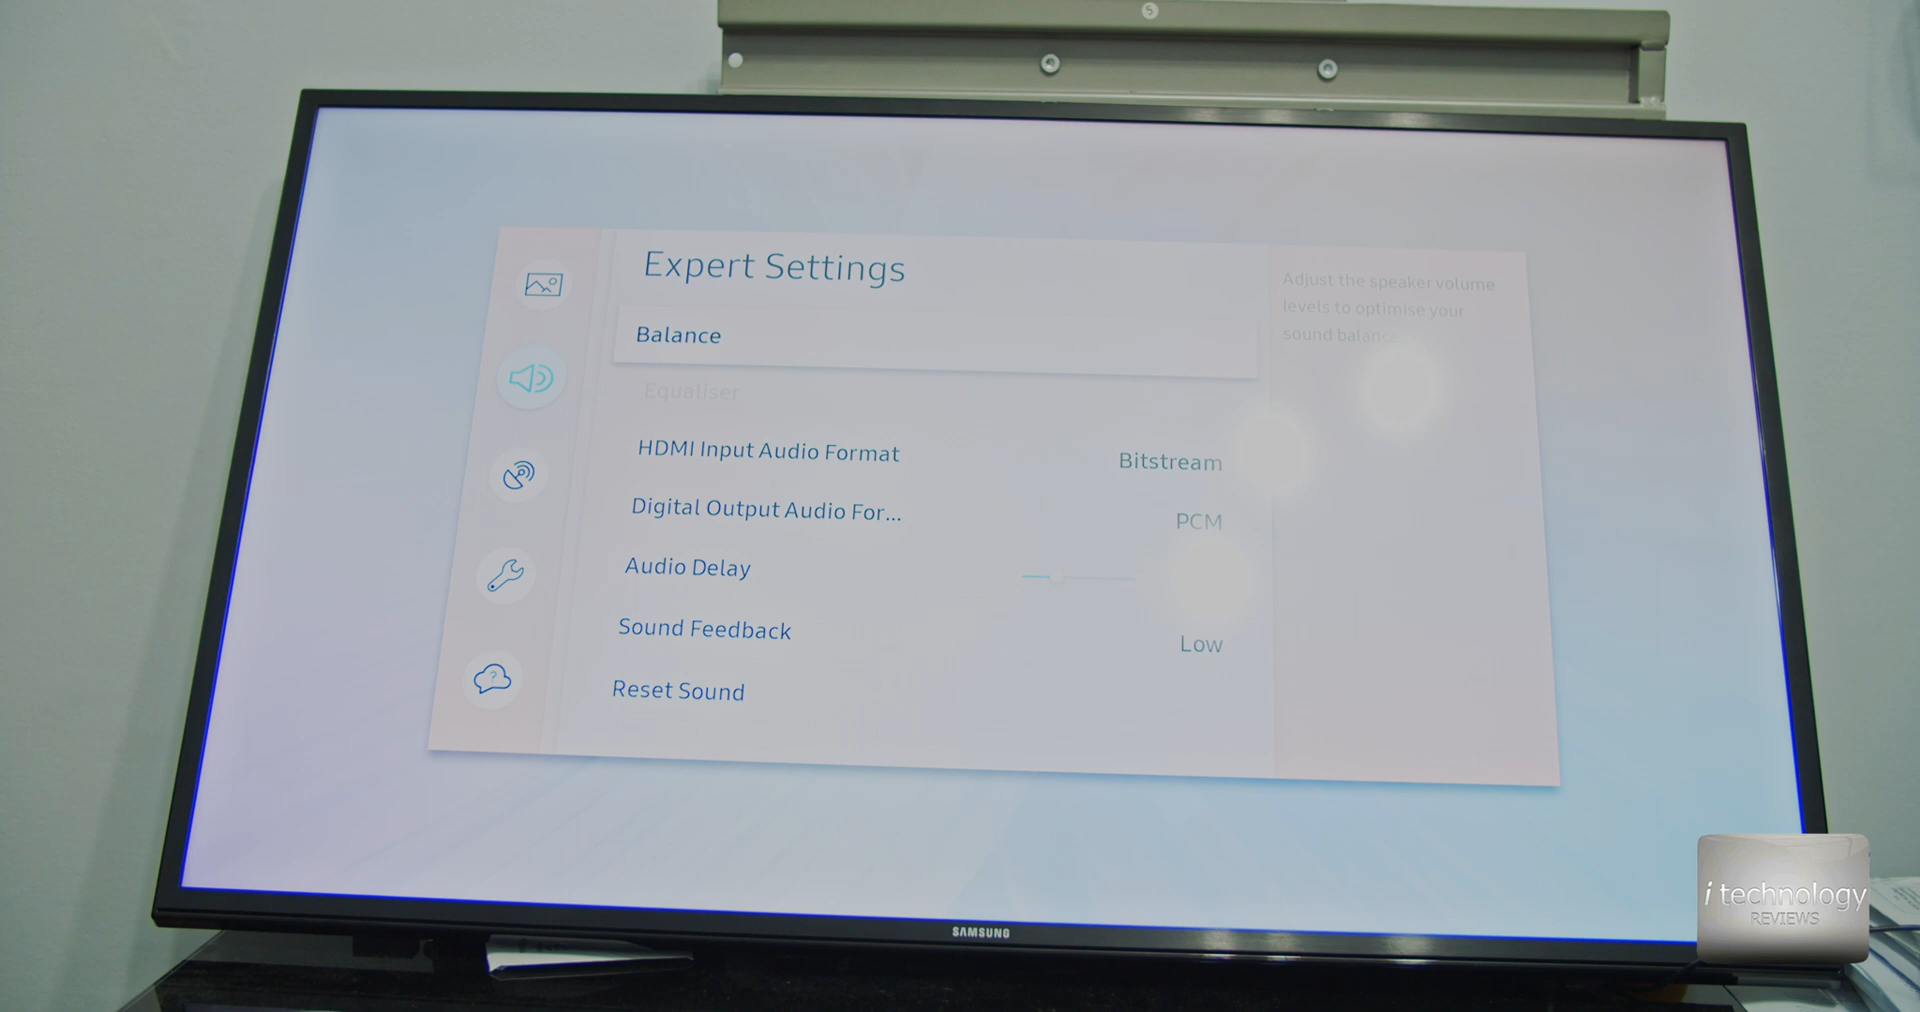 S
Expert Settings
Balance
Equaliser
HDMI Input Audio Format Bitstream
Digital Output Audio For... PCM
Audio Delay
Sound Feedback Low
Reset Sound
Adjust the speaker volume
levels to optimise your
sound balance.
?
SAMSUNG
i technology
REVIEWS